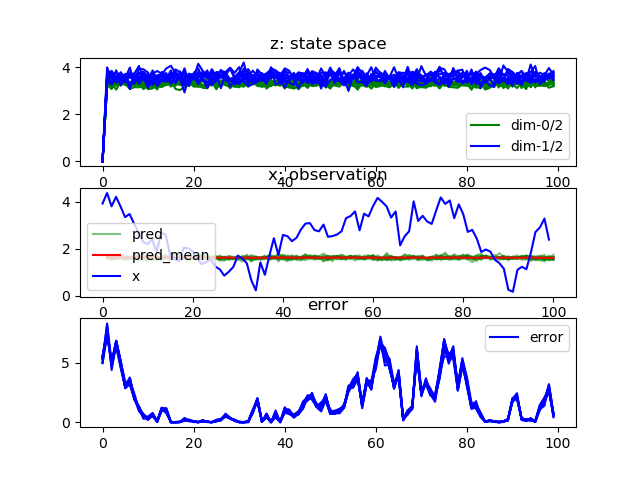 z: state space
4
2
0
dim-0/2
dim-1/2
0 20 40 60 80 100
x: observation
4
2
0
pred
pred_mean
x
0 20 40 60 80 100
error
5
0
error
0 20 40 60 80 100